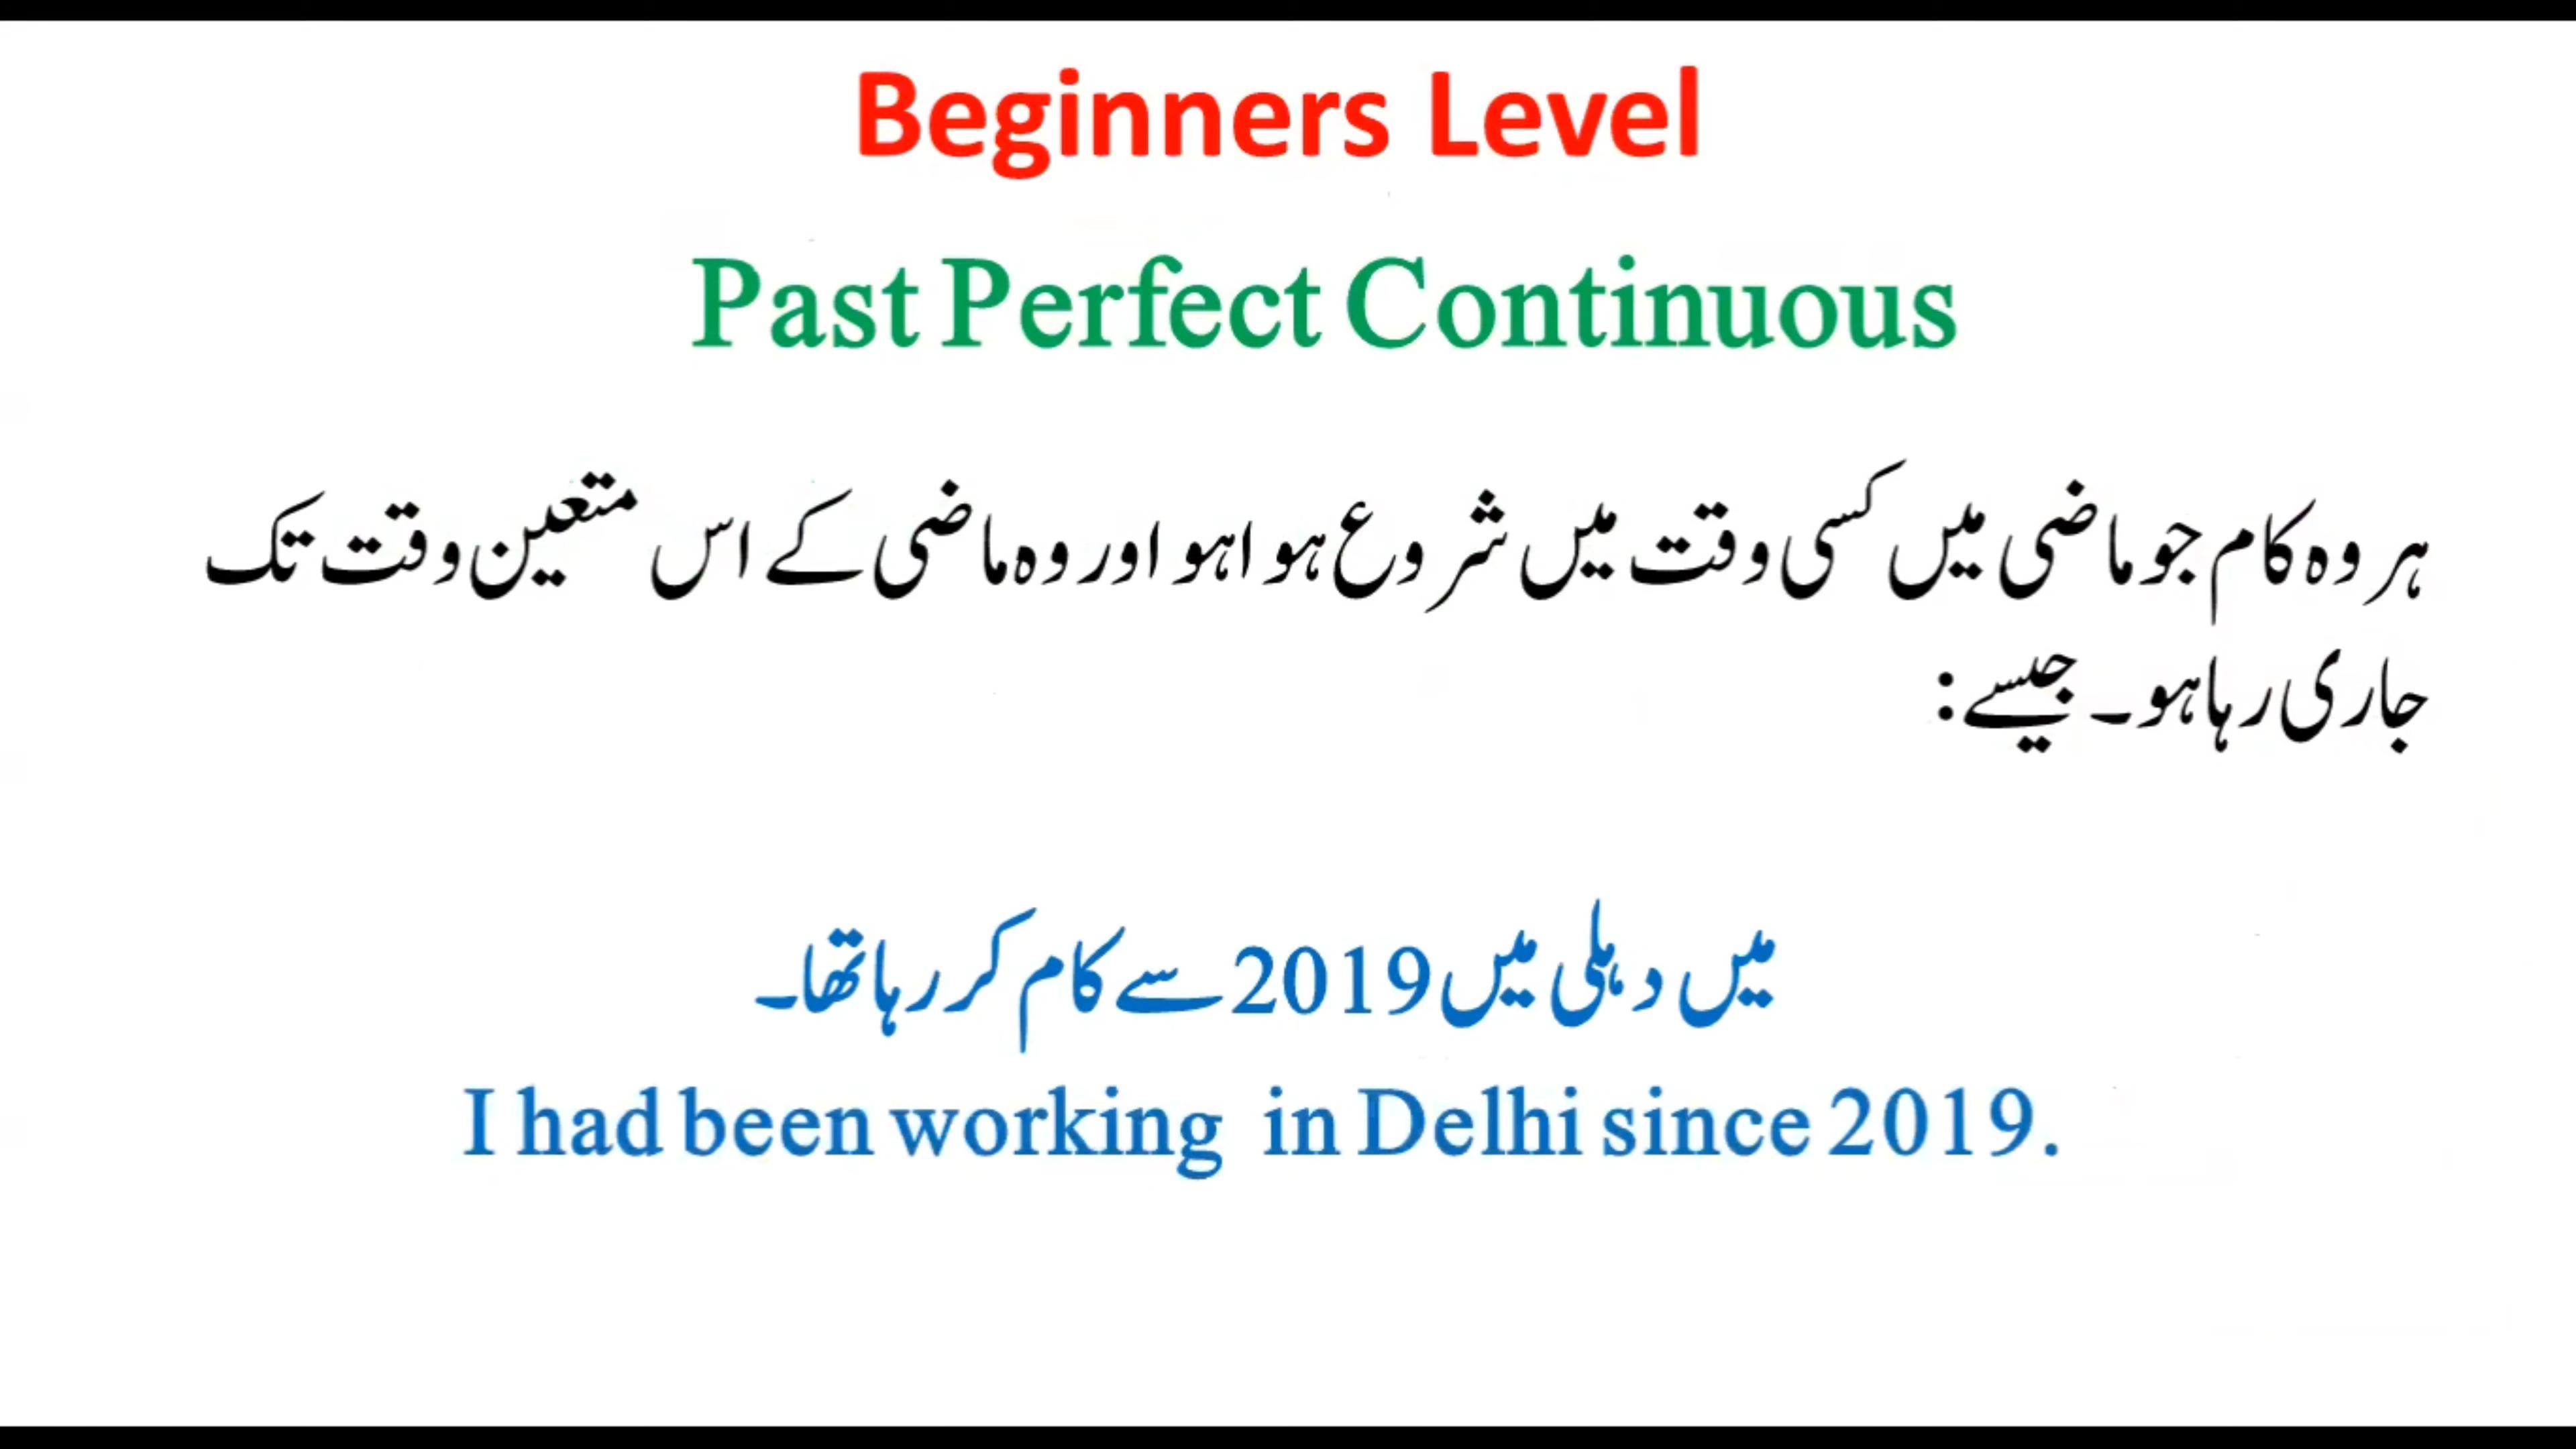 Beginners Level
Past Perfect Continuous
ہر وہ کام جو ماضی میں کسی وقت میں شروع ہوا ہو اور وہ ماضی کے اس متعین وقت تک
جاری رہا ہو۔ جیسے:
میں دہلی میں 2019 سے کام کر رہا تھا۔
I had been working in Delhi since 2019.